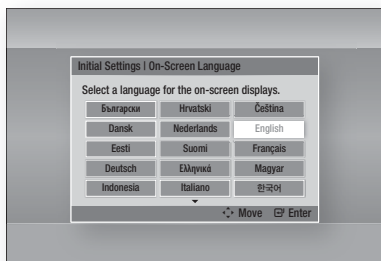 Initial Settings | On-Screen Language
Select a language for the on-screen displays.
Български Hrvatski Čeština
Dansk Nederlands English
Eesti Suomi Français
Deutsch Ελληνικά Magyar
Indonesia Italiano 한국어
Move Enter